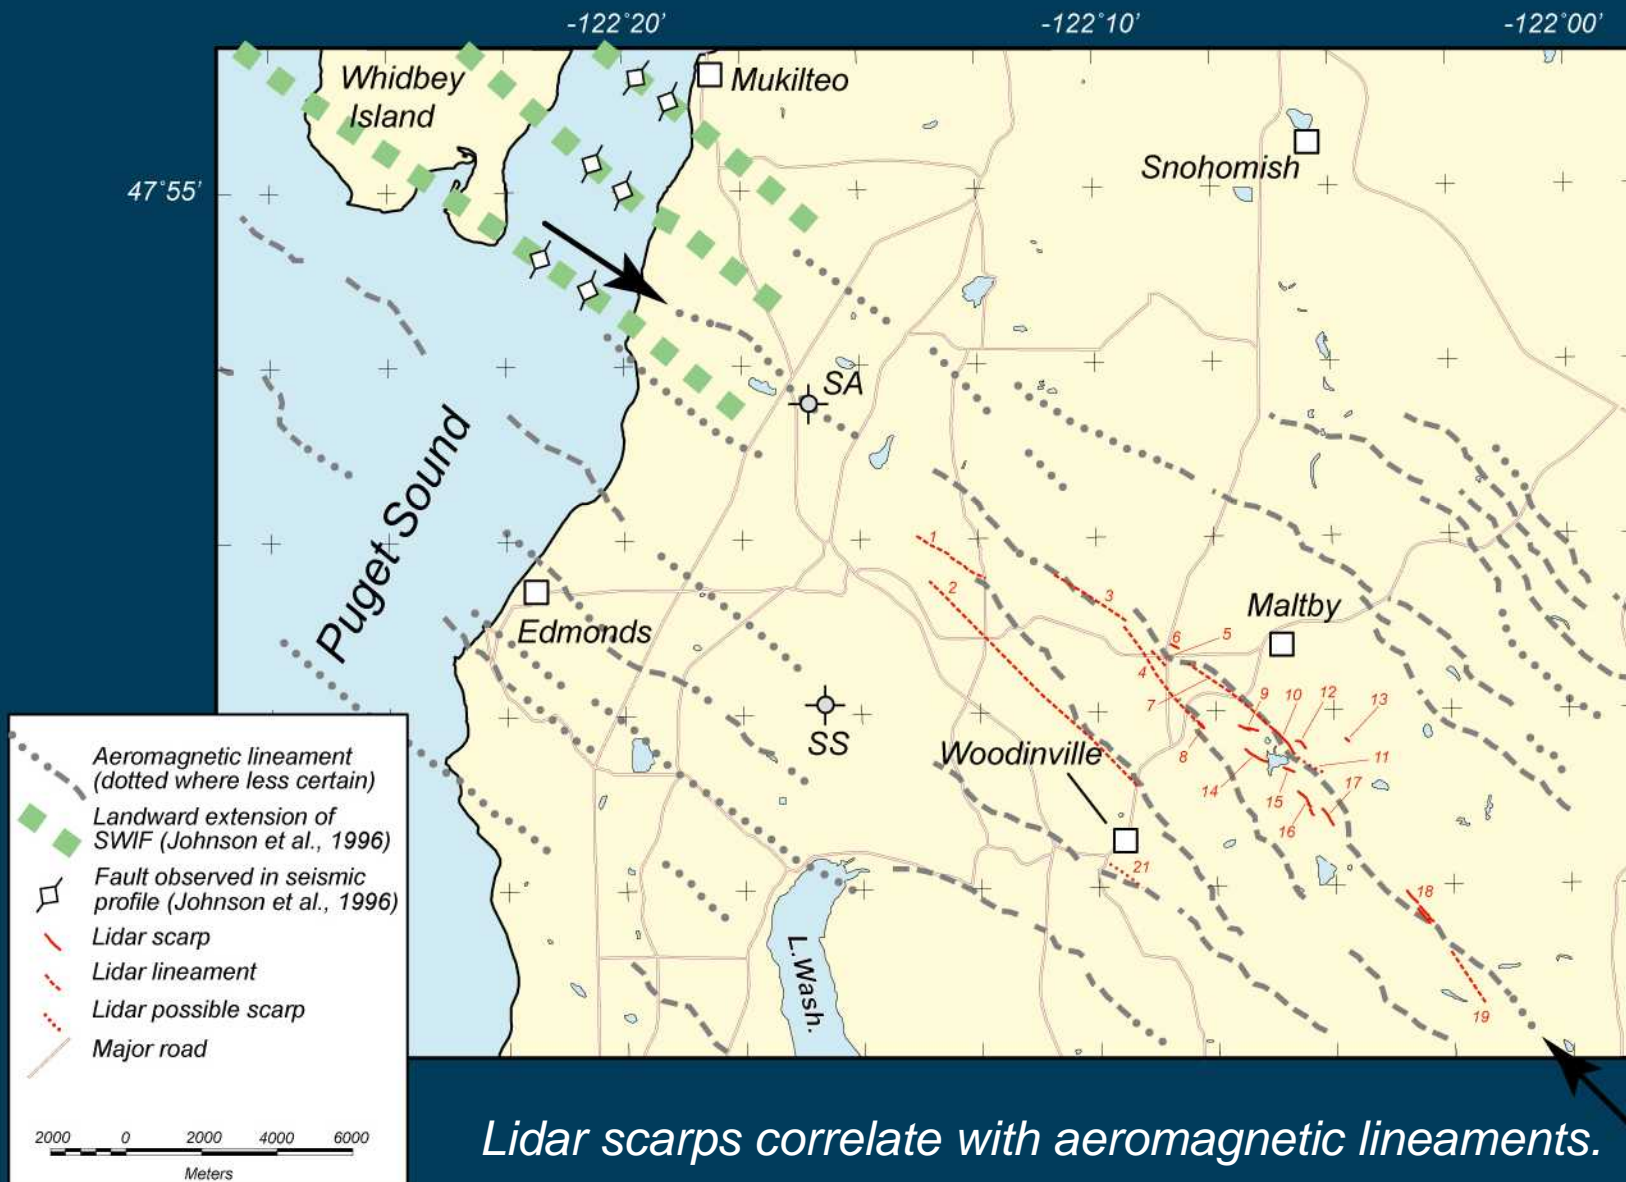 -122˚20'
-122˚10'
-122˚00'
47˚55'
Whidbey
Island
Mukilteo
Snohomish
SA
Puget Sound
1
2
3
Edmonds
Maltby
6
5
4
7
9
10
12
13
SS
Woodinville
8
11
14
15
17
16
21
18
19
L.Wash.
Aeromagnetic lineament
(dotted where less certain)
Landward extension of
SWIF (Johnson et al., 1996)
Fault observed in seismic
profile (Johnson et al., 1996)
Lidar scarp
Lidar lineament
Lidar possible scarp
Major road
2000 0 2000 4000 6000
Meters
Lidar scarps correlate with aeromagnetic lineaments.